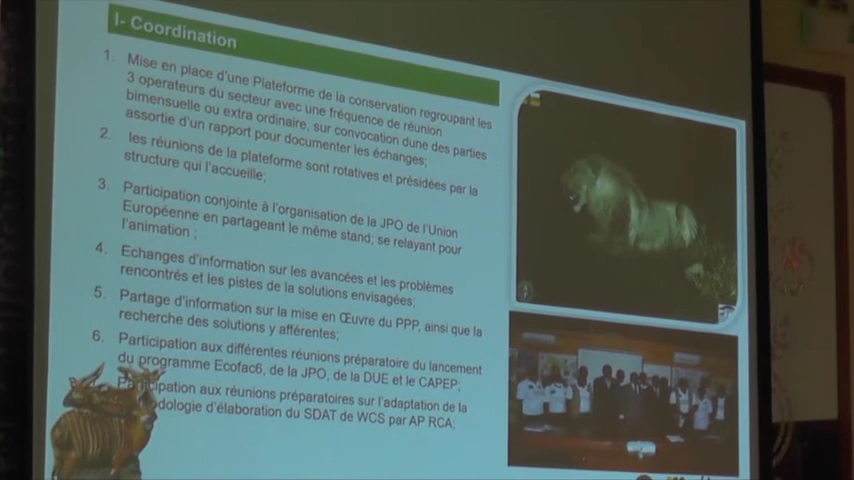 I- Coordination
1. Mise en place d'une Plateforme de la conservation regroupant les
3 operateurs du secteur avec une fréquence de réunion
bimensuelle ou extra ordinaire, sur convocation dune des parties
assortie d'un rapport pour documenter les échanges;
2. les réunions de la plateforme sont rotatives et présidées par la
structure qui l'accueille;
3. Participation conjointe à l'organisation de la JPO de l'Union
Européenne en partageant le même stand; se relayant pour
l'animation ;
4. Echanges d'information sur les avancées et les problèmes
rencontrés et les pistes de la solutions envisagées;
5. Partage d'information sur la mise en Œuvre du PPP, ainsi que la
recherche des solutions y afférentes;
6. Participation aux différentes réunions préparatoire du lancement
du programme Ecofac6, de la JPO, de la DUE et le CAPEP;
Participation aux réunions préparatoires sur l'adaptation de la
d'élaboration du SDAT de WCS par AP RCA;